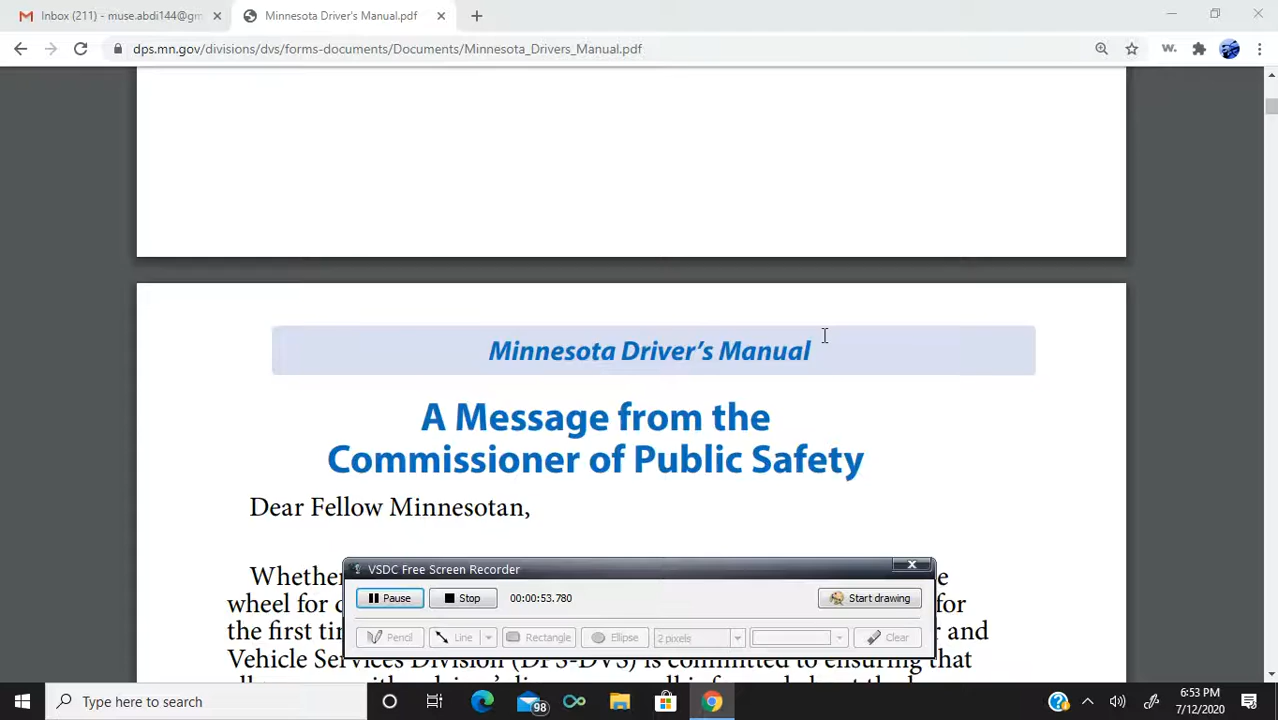 Inbox (211) - muse.abdi144@gm
Minnesota Driver's Manual.pdf
dps.mn.gov/divisions/dvs/forms-documents/Documents/Minnesota_Drivers_Manual.pdf
W.
Minnesota Driver's Manual
A Message from the
Commissioner of Public Safety
Dear Fellow Minnesotan,
VSDC Free Screen Recorder
Pause
Stop
00:00:53.780
Start drawing
Pencil
Line
Rectangle
Ellipse
2 pixels
Clear
Whether
wheel for
for
the first
and
Vehicle Services Division (DPS-DVS) is committed to ensuring that
Type here to search
98
6:53 PM
7/12/2020